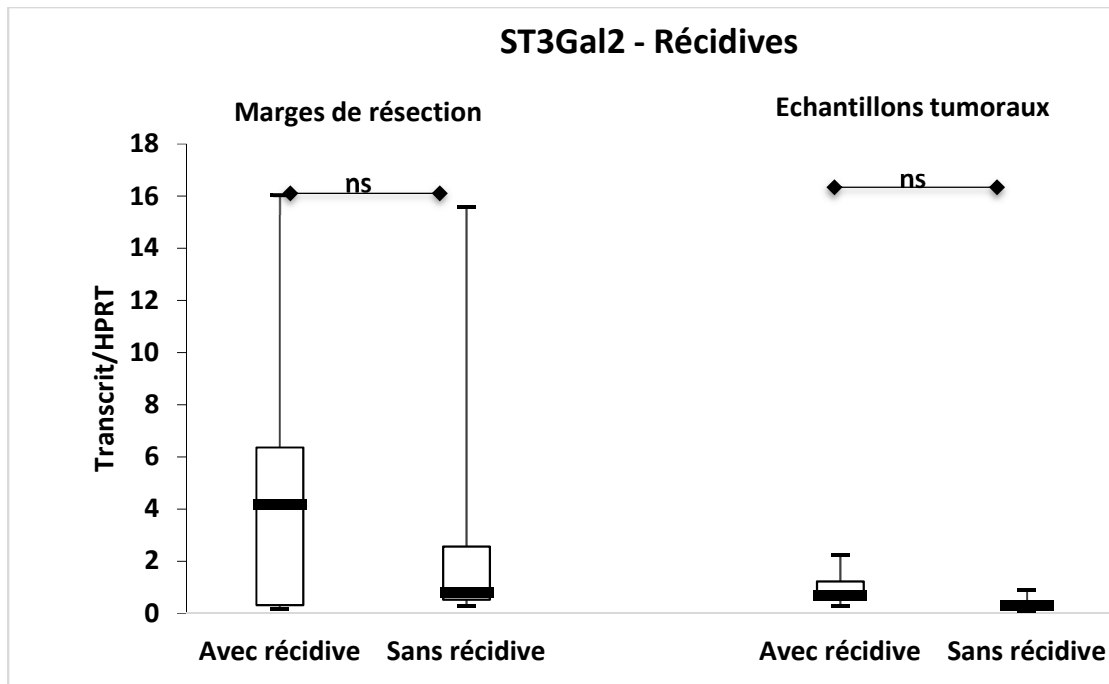 ST3Gal2 - Récidives
Marges de résection
Echantillons tumoraux
Transcrit/HPRT
18
16
14
12
10
8
6
4
2
0
ns
ns
Avec récidive
Sans récidive
Avec récidive
Sans récidive